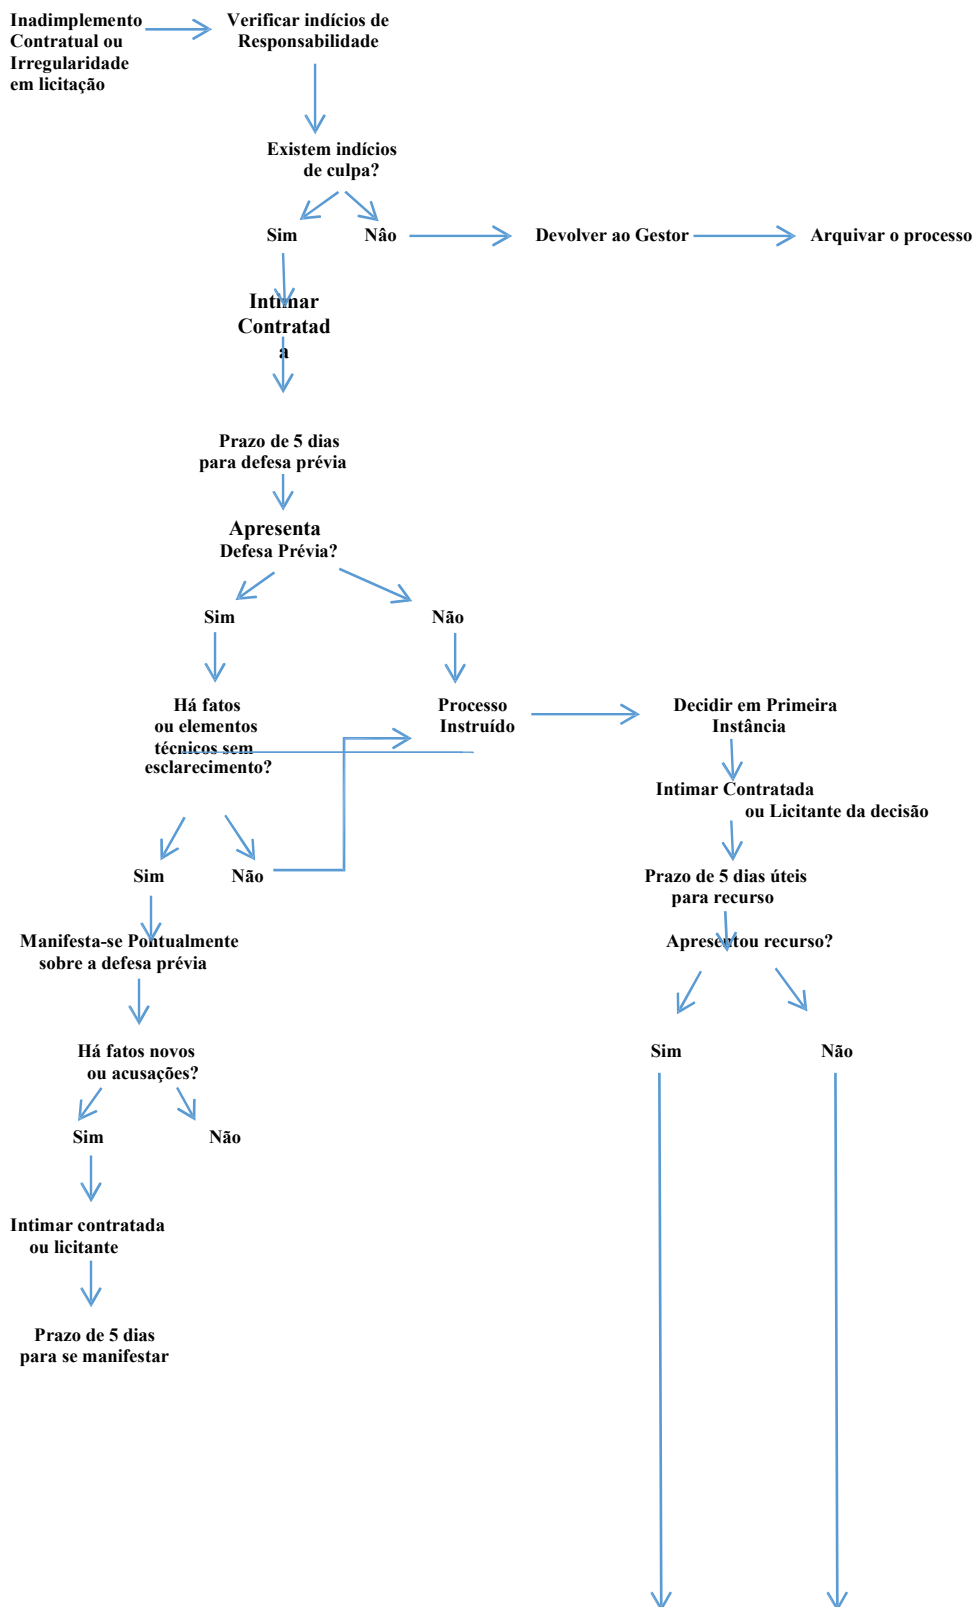 Inadimplemento
Contratual ou
Irregularidade
em licitação
Verificar indícios de
Responsabilidade
Existem indícios
de culpa?
Sim
Nâo
Devolver ao Gestor
Arquivar o processo
Intimar
Contratad
a
Prazo de 5 dias
para defesa prévia
Apresenta
Defesa Prévia?
Sim
Não
Há fatos
ou elementos
técnicos sem
esclarecimento?
Processo
Instruído
Decidir em Primeira
Instância
Intimar Contratada
ou Licitante da decisão
Sim
Não
Prazo de 5 dias úteis
para recurso
Manifesta-se Pontualmente
sobre a defesa prévia
Apresentou recurso?
Há fatos novos
ou acusações?
Sim
Não
Sim
Não
Intimar contratada
ou licitante
Prazo de 5 dias
para se manifestar